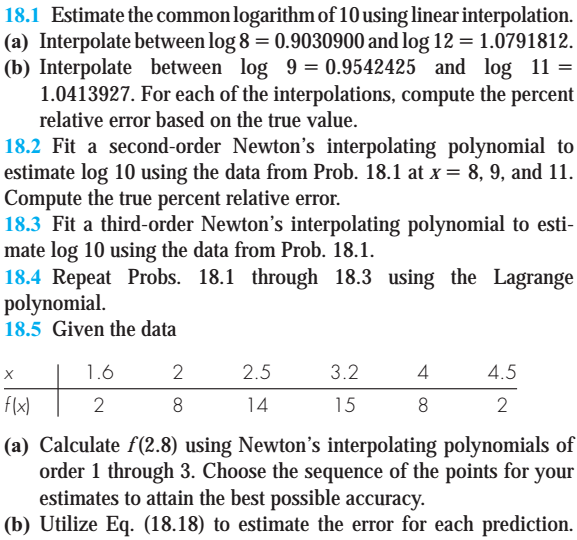 18.1 Estimate the common logarithm of 10 using linear interpolation.
(a) Interpolate between log 8 = 0.9030900 and log 12 = 1.0791812.
(b) Interpolate between log 9 = 0.9542425 and log 11 =
1.0413927. For each of the interpolations, compute the percent
relative error based on the true value.
18.2 Fit a second-order Newton's interpolating polynomial to
estimate log 10 using the data from Prob. 18.1 at x = 8, 9, and 11.
Compute the true percent relative error.
18.3 Fit a third-order Newton's interpolating polynomial to esti-
mate log 10 using the data from Prob. 18.1.
18.4 Repeat Probs. 18.1 through 18.3 using the Lagrange
polynomial.
18.5 Given the data
x 1.6 2 2.5 3.2 4 4.5
f(x) 2 8 14 15 8 2
(a) Calculate f(2.8) using Newton's interpolating polynomials of
order 1 through 3. Choose the sequence of the points for your
estimates to attain the best possible accuracy.
(b) Utilize Eq. (18.18) to estimate the error for each prediction.